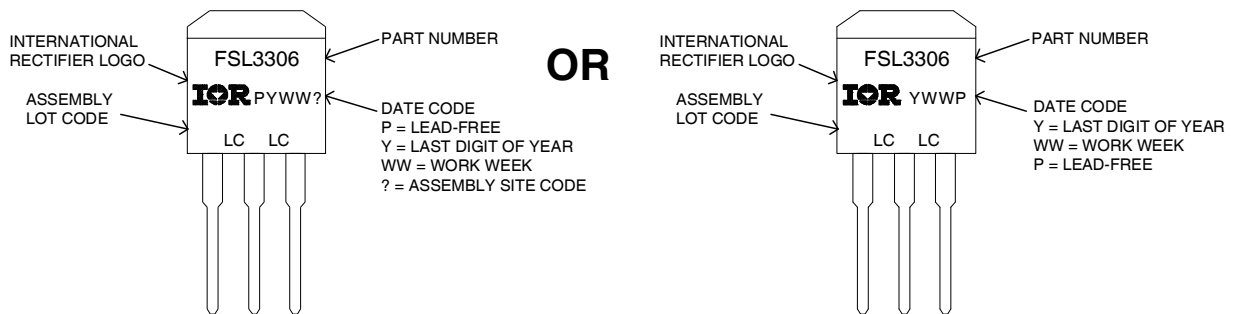 INTERNATIONAL
RECTIFIER LOGO
ASSEMBLY
LOT CODE
FSL3306
IOR PYWW?
LC LC
PART NUMBER
DATE CODE
P = LEAD-FREE
Y = LAST DIGIT OF YEAR
WW = WORK WEEK
? = ASSEMBLY SITE CODE
OR
INTERNATIONAL
RECTIFIER LOGO
ASSEMBLY
LOT CODE
FSL3306
IOR YWWP
LC LC
PART NUMBER
DATE CODE
Y = LAST DIGIT OF YEAR
WW = WORK WEEK
P = LEAD-FREE